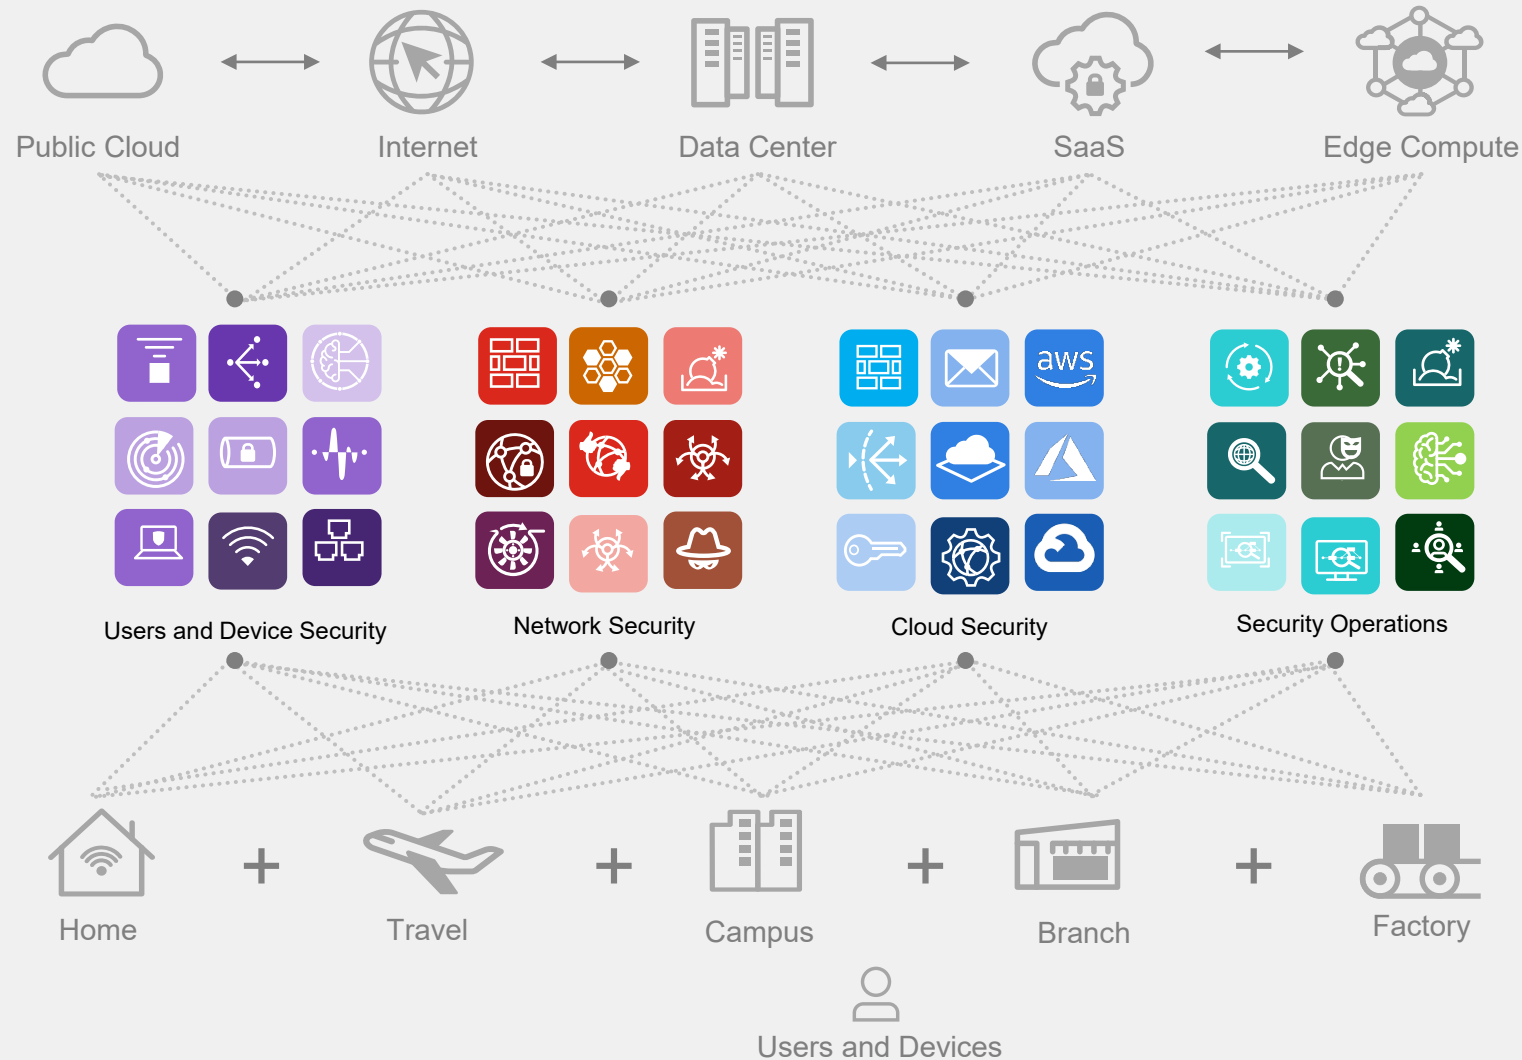 Public Cloud
Internet
Data Center
SaaS
Edge Compute
aws
Users and Device Security
Network Security
Cloud Security
Security Operations
Home
Travel
Campus
Branch
Factory
Users and Devices